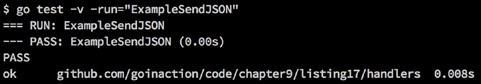 $ go test -v -run="ExampleSendJSON"
=== RUN: ExampleSendJSON
--- PASS: ExampleSendJSON (0.00s)
PASS
ok      github.com/goinaction/code/chapter9/listing17/handlers  0.008s